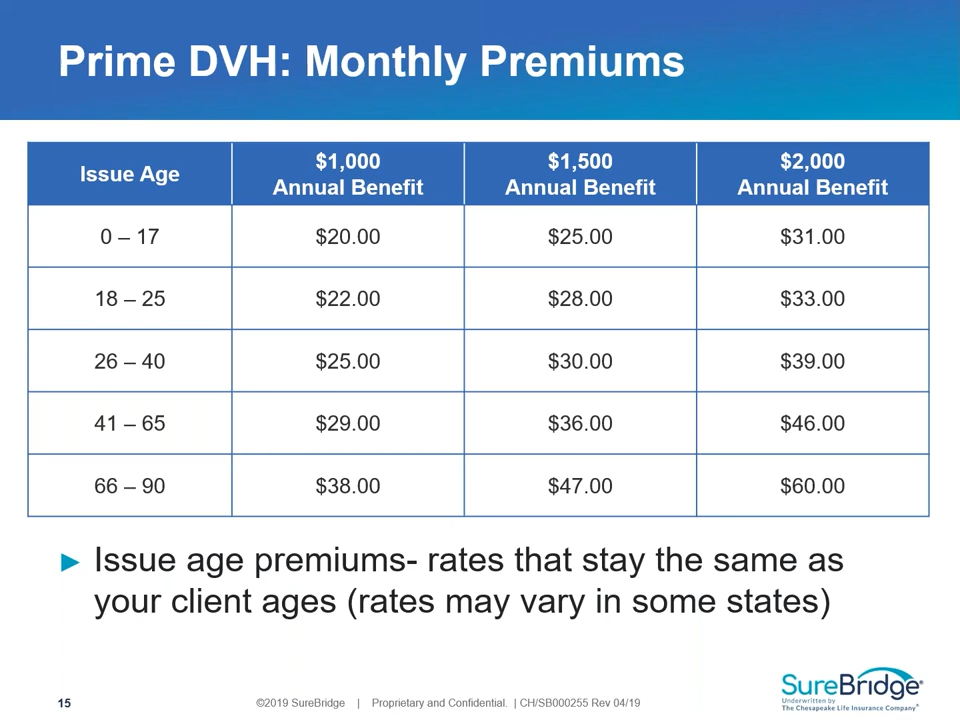 Prime DVH: Monthly Premiums
Issue Age
$1,000
Annual Benefit
$1,500
Annual Benefit
$2,000
Annual Benefit
0 – 17 $20.00 $25.00 $31.00
18 – 25 $22.00 $28.00 $33.00
26 – 40 $25.00 $30.00 $39.00
41 – 65 $29.00 $36.00 $46.00
66 – 90 $38.00 $47.00 $60.00
► Issue age premiums- rates that stay the same as
your client ages (rates may vary in some states)
SureBridge®
Underwritten by
The Chesapeake Life Insurance Company®
15 ©2019 SureBridge | Proprietary and Confidential. | CH/SB000255 Rev 04/19